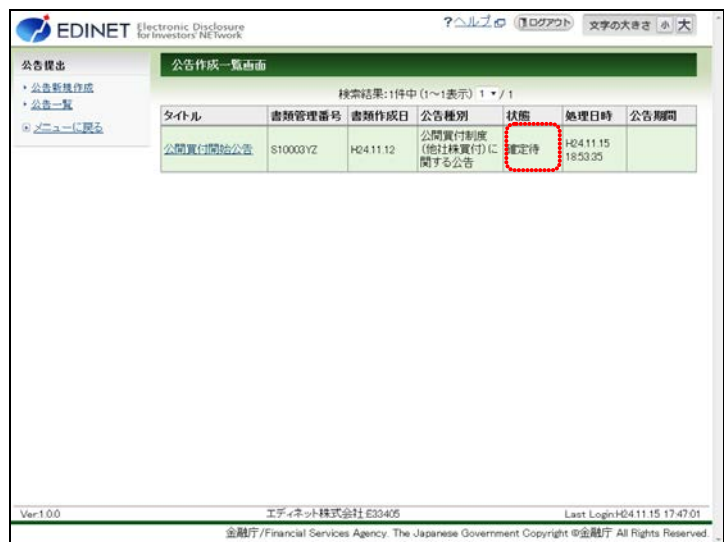 EDINET Electronic Disclosure for Investors' NETwork
?ヘルプ ログアウト 文字の大きさ 小 大
公告提出
公告新規作成
公告一覧
メニューに戻る
公告作成一覧画面
検索結果:1件中(1～1表示) 1 / 1
タイトル 書類管理番号 書類作成日 公告種別 状態 処理日時 公告期間
公開買付開始公告 S10003YZ H24.11.12 公開買付制度(他社株買付)に関する公告 確定待 H24.11.15 18:53:35
Ver.1.0.0 エディネット株式会社 E33405 Last Login:H24.11.15 17:47:01
金融庁/Financial Services Agency, The Japanese Government Copyright ©金融庁 All Rights Reserved.